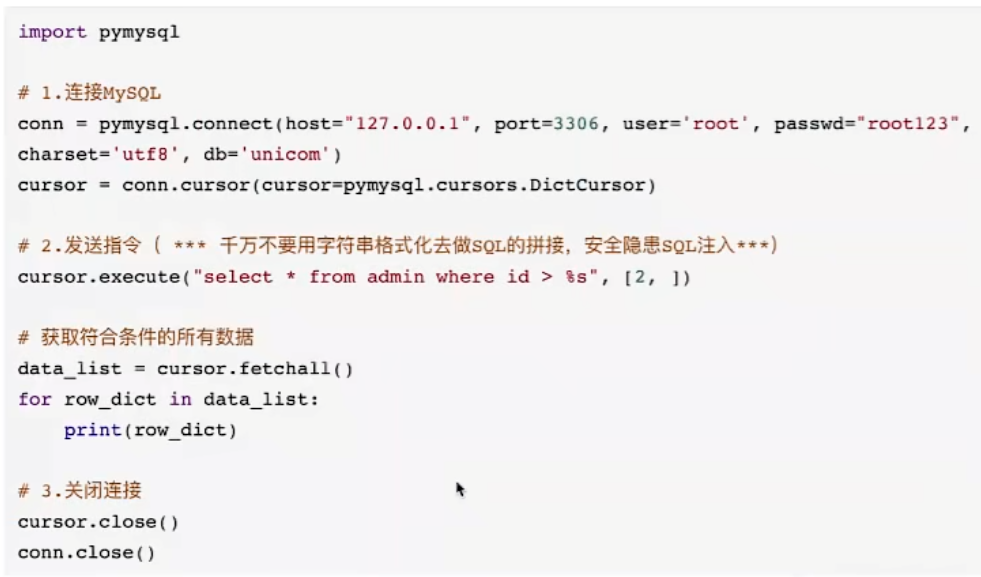 import pymysql
# 1.连接MySQL
conn = pymysql.connect(host="127.0.0.1", port=3306, user='root', passwd="root123",
charset='utf8', db='unicom')
cursor = conn.cursor(cursor=pymysql.cursors.DictCursor)
# 2.发送指令（ *** 千万不要用字符串格式化去做SQL的拼接，安全隐患SQL注入***）
cursor.execute("select * from admin where id > %s", [2, ])
# 获取符合条件的所有数据
data_list = cursor.fetchall()
for row_dict in data_list:
    print(row_dict)
# 3.关闭连接
cursor.close()
conn.close()